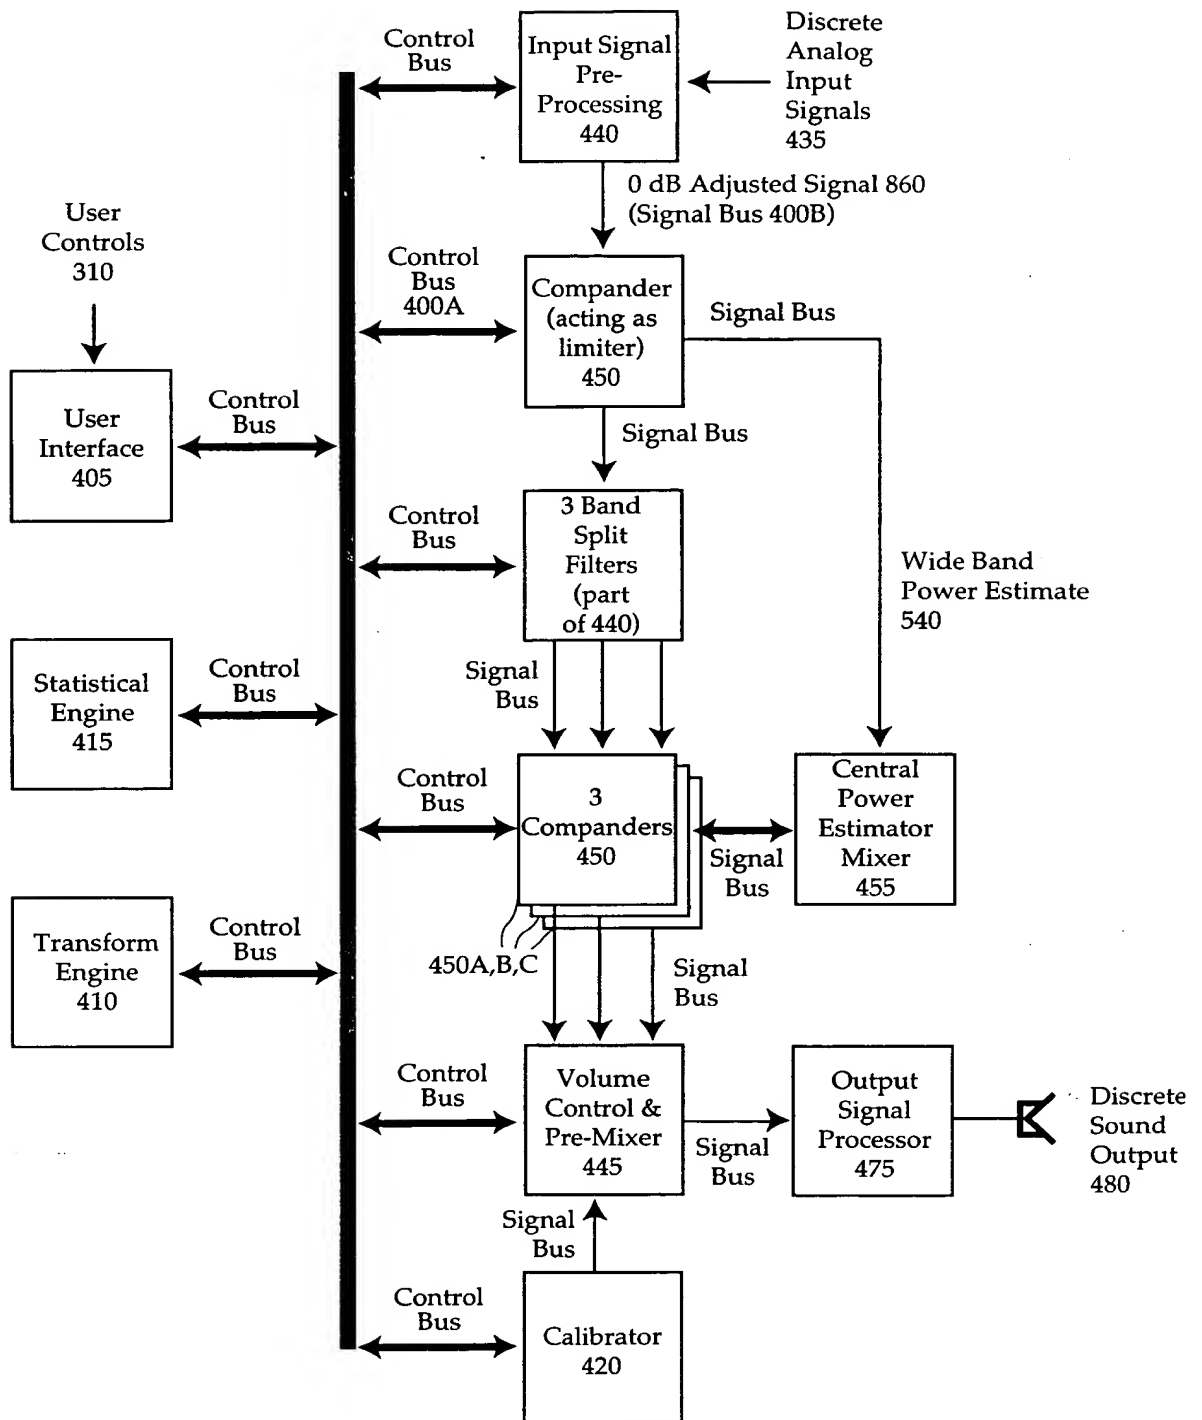 Control
Bus
Input Signal
Pre-
Processing
440
Discrete
Analog
Input
Signals
435
0 dB Adjusted Signal 860
(Signal Bus 400B)
User
Controls
310
Control
Bus
400A
Compander
(acting as
limiter)
450
Signal Bus
User
Interface
405
Control
Bus
Signal Bus
Control
Bus
3 Band
Split
Filters
(part
of 440)
Wide Band
Power Estimate
540
Statistical
Engine
415
Control
Bus
Signal
Bus
Control
Bus
3
Companders
450
Signal
Bus
Central
Power
Estimator
Mixer
455
Transform
Engine
410
Control
Bus
450A,B,C
Signal
Bus
Control
Bus
Volume
Control &
Pre-Mixer
445
Signal
Bus
Output
Signal
Processor
475
Discrete
Sound
Output
480
Signal
Bus
Control
Bus
Calibrator
420